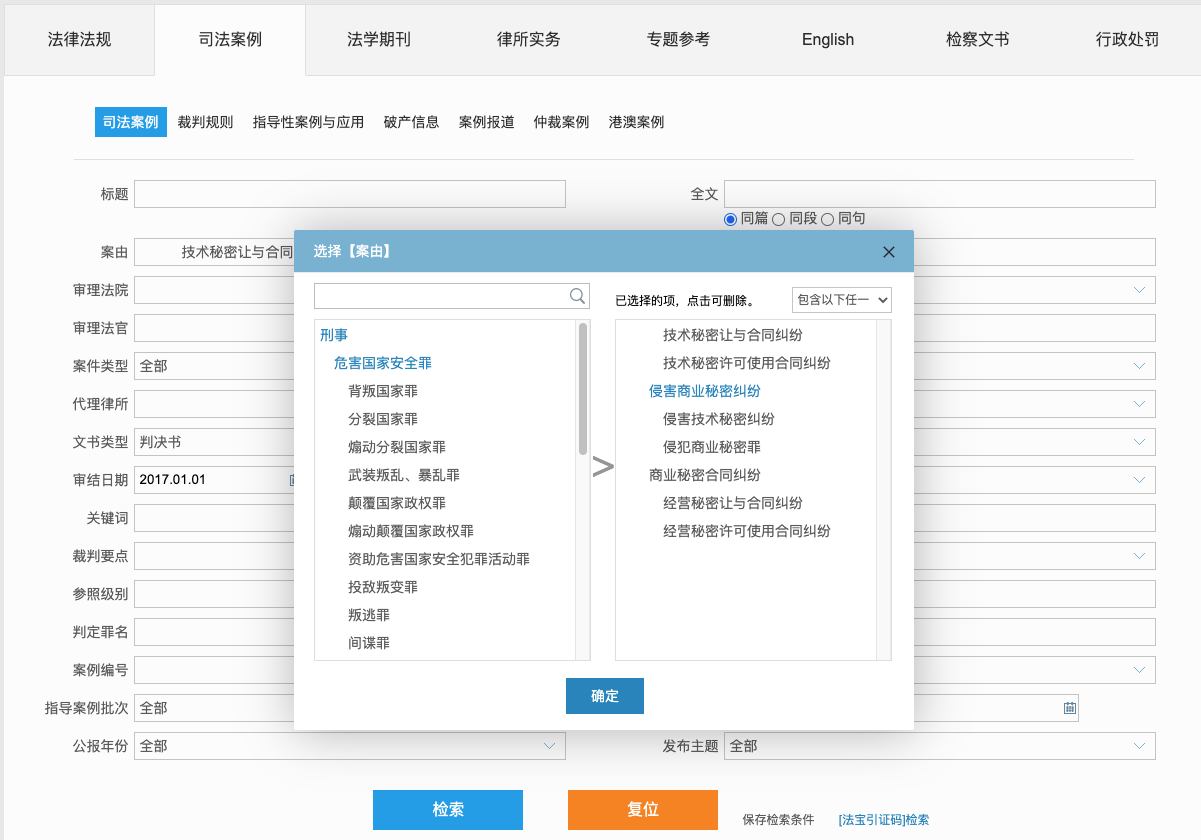 法律法规 司法案例 法学期刊 律所实务 专题参考 English 检察文书 行政处罚
司法案例 裁判规则 指导性案例与应用 破产信息 案例报道 仲裁案例 港澳案例
标题 全文
同篇 同段 同句
案由 技术秘密让与合同
审理法院
审理法官
案件类型 全部
代理律所
文书类型 判决书
审结日期 2017.01.01
关键词
裁判要点
参照级别
判定罪名
案例编号
指导案例批次 全部
公报年份 全部 发布主题 全部
选择【案由】
已选择的项，点击可删除。 包含以下任一
刑事
危害国家安全罪
背叛国家罪
分裂国家罪
煽动分裂国家罪
武装叛乱、暴乱罪
颠覆国家政权罪
煽动颠覆国家政权罪
资助危害国家安全犯罪活动罪
投敌叛变罪
叛逃罪
间谍罪
>
技术秘密让与合同纠纷
技术秘密许可使用合同纠纷
侵害商业秘密纠纷
侵害技术秘密纠纷
侵犯商业秘密罪
商业秘密合同纠纷
经营秘密让与合同纠纷
经营秘密许可使用合同纠纷
确定
检索 复位 保存检索条件 [法宝引证码]检索